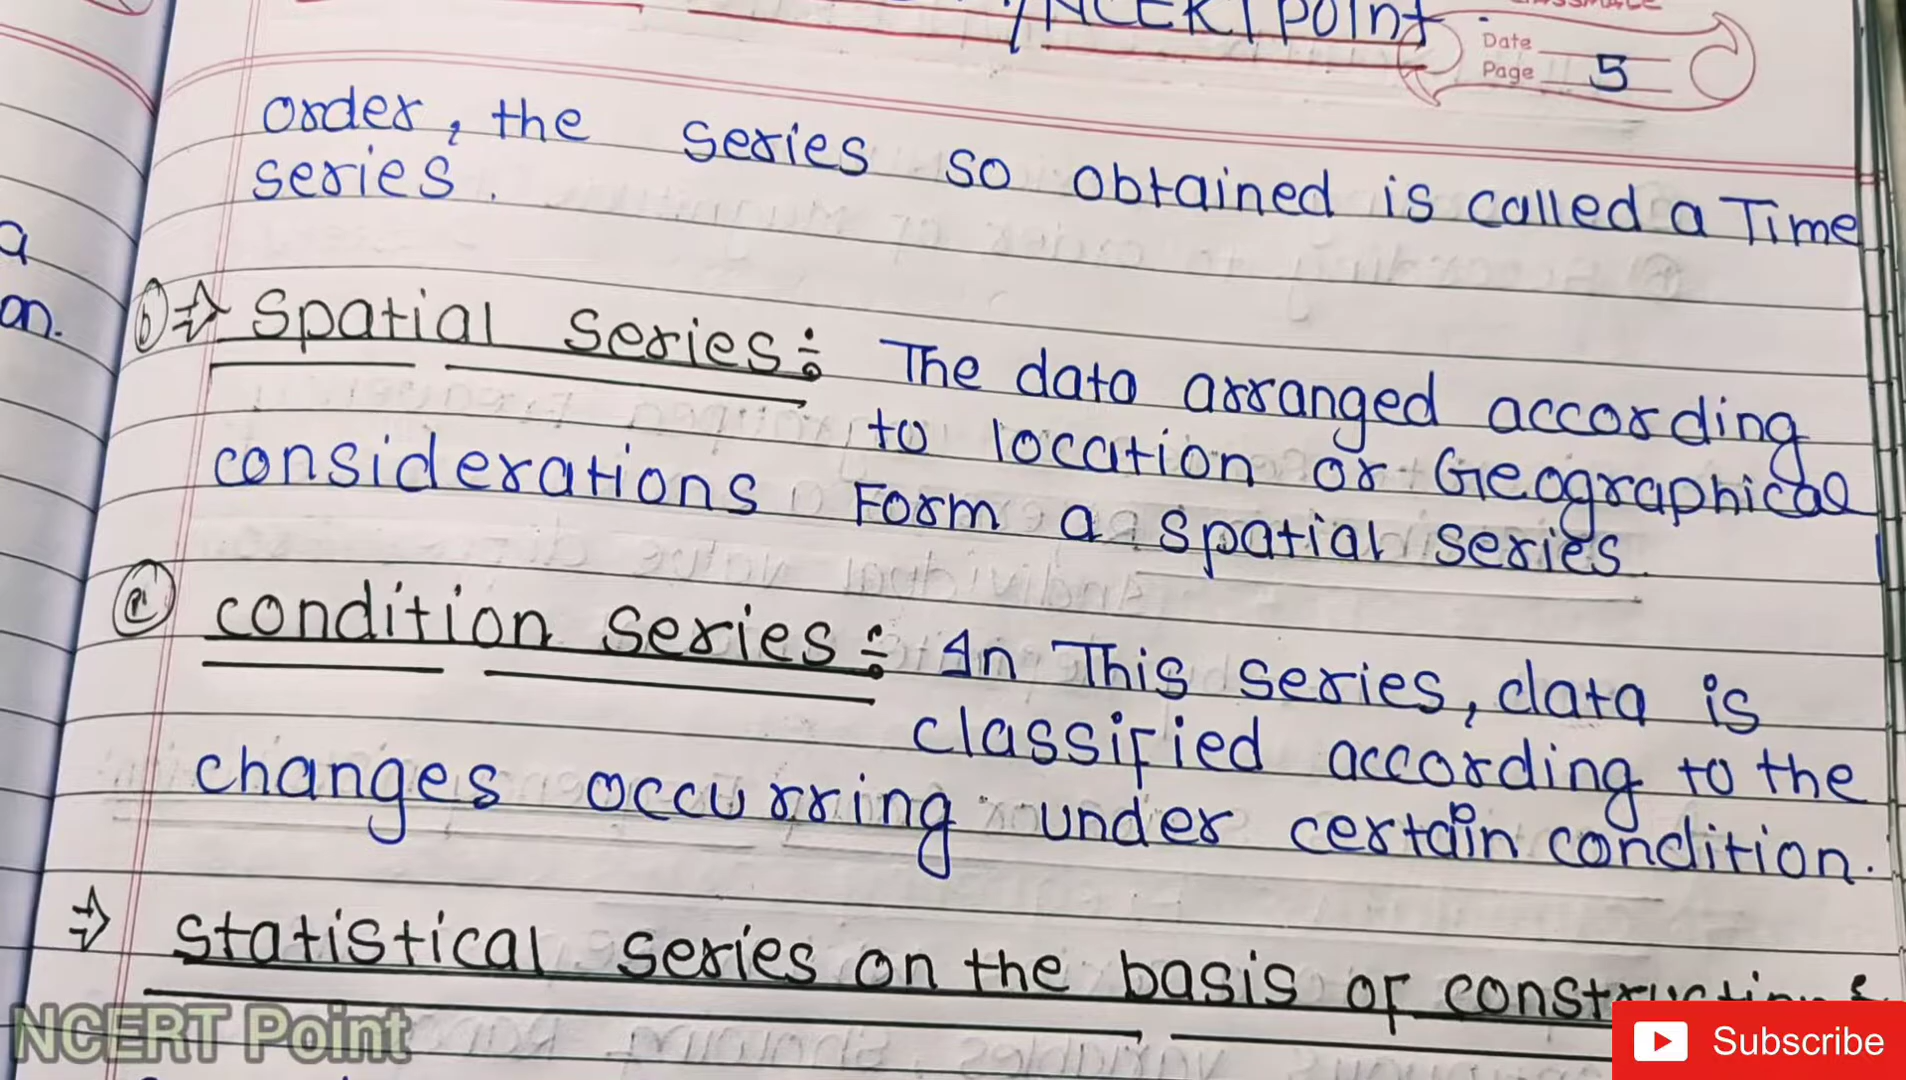 /NCERT point
Date
Page 5
order, the series so obtained is called a Time
series.
a
on.
(b) ⇒ Spatial Series÷ The data arranged according
to location or Geographical
considerations Form a spatial series
condition series÷ In This series, data is
classified according to the
changes occurring under certain condition.
⇒ statistical series on the basis of construction
NCERT Point
Subscribe